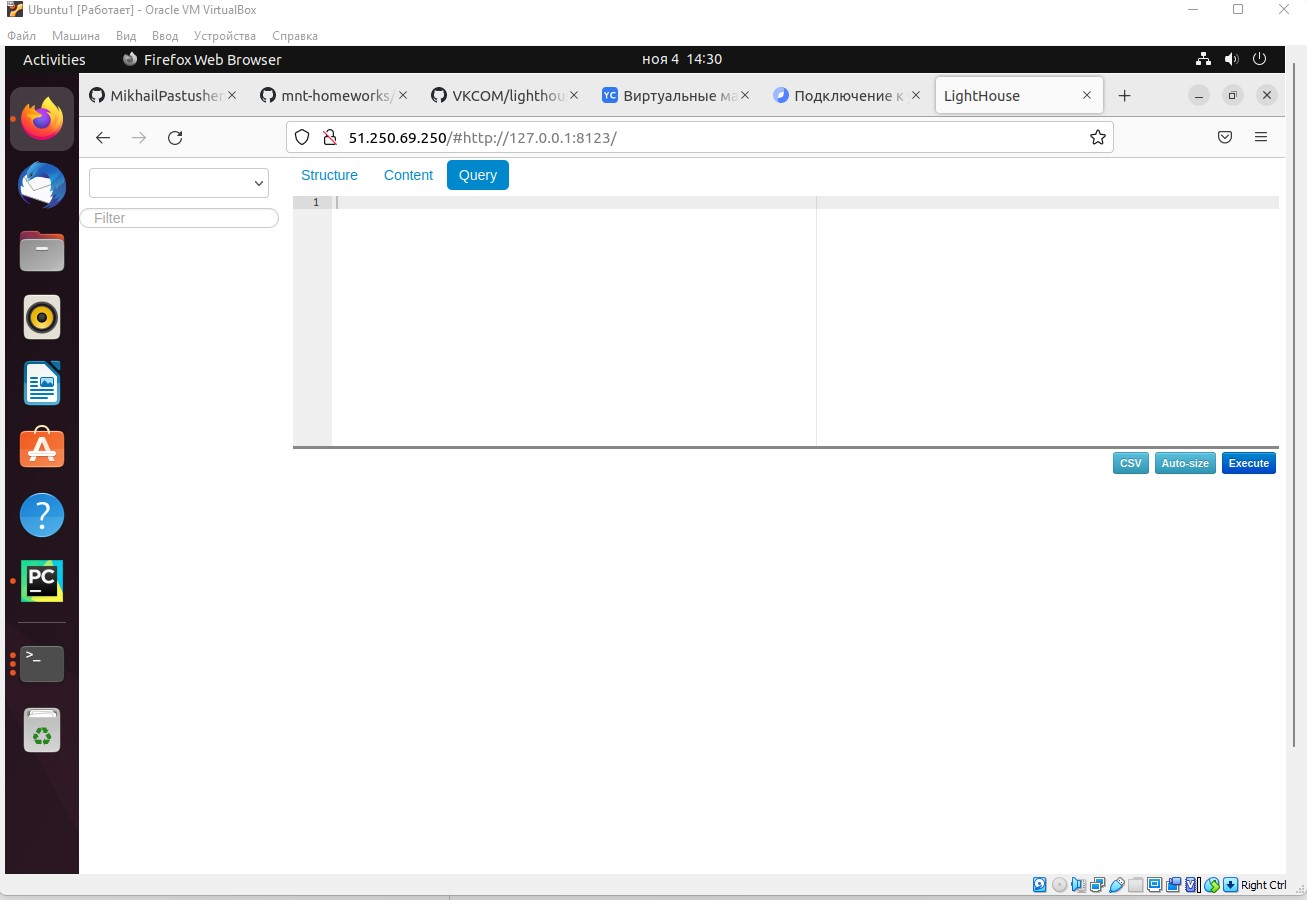 Ubuntu1 [Работает] - Oracle VM VirtualBox
Файл Машина Вид Ввод Устройства Справка
Activities Firefox Web Browser ноя 4 14:30
MikhailPastusher mnt-homeworks/ VKCOM/lighthou YC Виртуальные ма Подключение к LightHouse
51.250.69.250/#http://127.0.0.1:8123/
Structure Content Query
Filter
1
CSV Auto-size Execute
PC
Right Ctrl